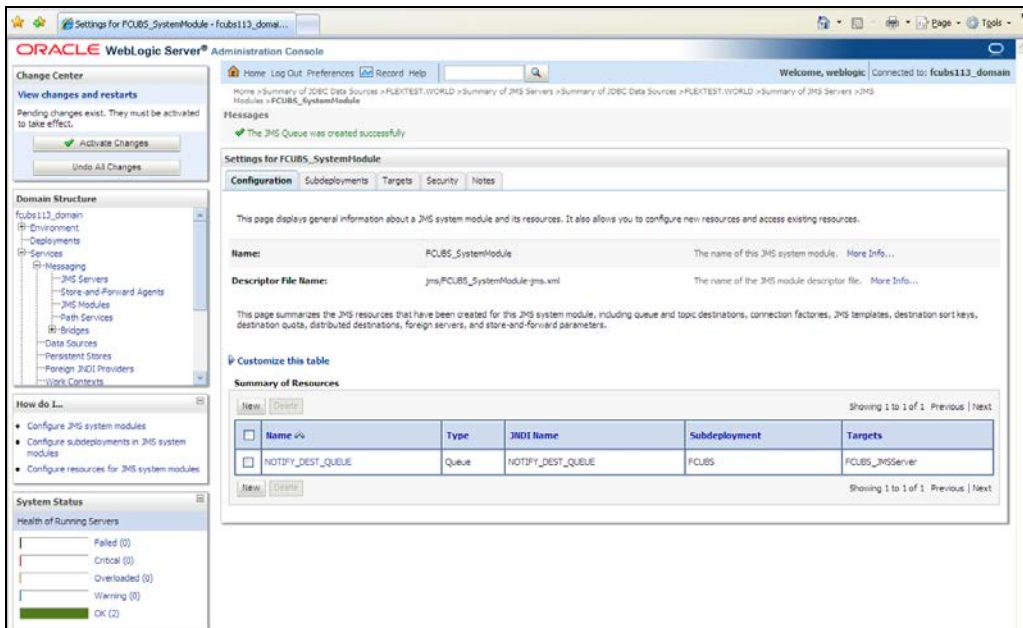 Settings for FCUBS_SystemModule - fcubs113_domai...
Page
Tools
ORACLE WebLogic Server® Administration Console
Change Center
View changes and restarts
Pending changes exist. They must be activated
to take effect.
Activate Changes
Undo All Changes
Domain Structure
fcubs113_domain
Environment
Deployments
Services
Messaging
JMS Servers
Store-and-Forward Agents
JMS Modules
Path Services
Bridges
Data Sources
Persistent Stores
Foreign JNDI Providers
Work Contexts
How do I...
Configure JMS system modules
Configure subdeployments in JMS system
modules
Configure resources for JMS system modules
System Status
Health of Running Servers
Failed (0)
Critical (0)
Overloaded (0)
Warning (0)
OK (2)
Home Log Out Preferences Record Help
Welcome, weblogic Connected to: fcubs113_domain
Home >Summary of JDBC Data Sources >FLEXTEST.WORLD >Summary of JMS Servers >Summary of JDBC Data Sources >FLEXTEST.WORLD >Summary of JMS Servers >JMS
Modules >FCUBS_SystemModule
Messages
The JMS Queue was created successfully
Settings for FCUBS_SystemModule
Configuration Subdeployments Targets Security Notes
This page displays general information about a JMS system module and its resources. It also allows you to configure new resources and access existing resources.
Name: FCUBS_SystemModule The name of this JMS system module. More Info...
Descriptor File Name: jms/FCUBS_SystemModule-jms.xml The name of the JMS module descriptor file. More Info...
This page summarizes the JMS resources that have been created for this JMS system module, including queue and topic destinations, connection factories, JMS templates, destination sort keys,
destination quota, distributed destinations, foreign servers, and store-and-forward parameters.
Customize this table
Summary of Resources
New Delete Showing 1 to 1 of 1 Previous | Next
Name Type JNDI Name Subdeployment Targets
NOTIFY_DEST_QUEUE Queue NOTIFY_DEST_QUEUE FCUBS FCUBS_JMSServer
New Delete Showing 1 to 1 of 1 Previous | Next